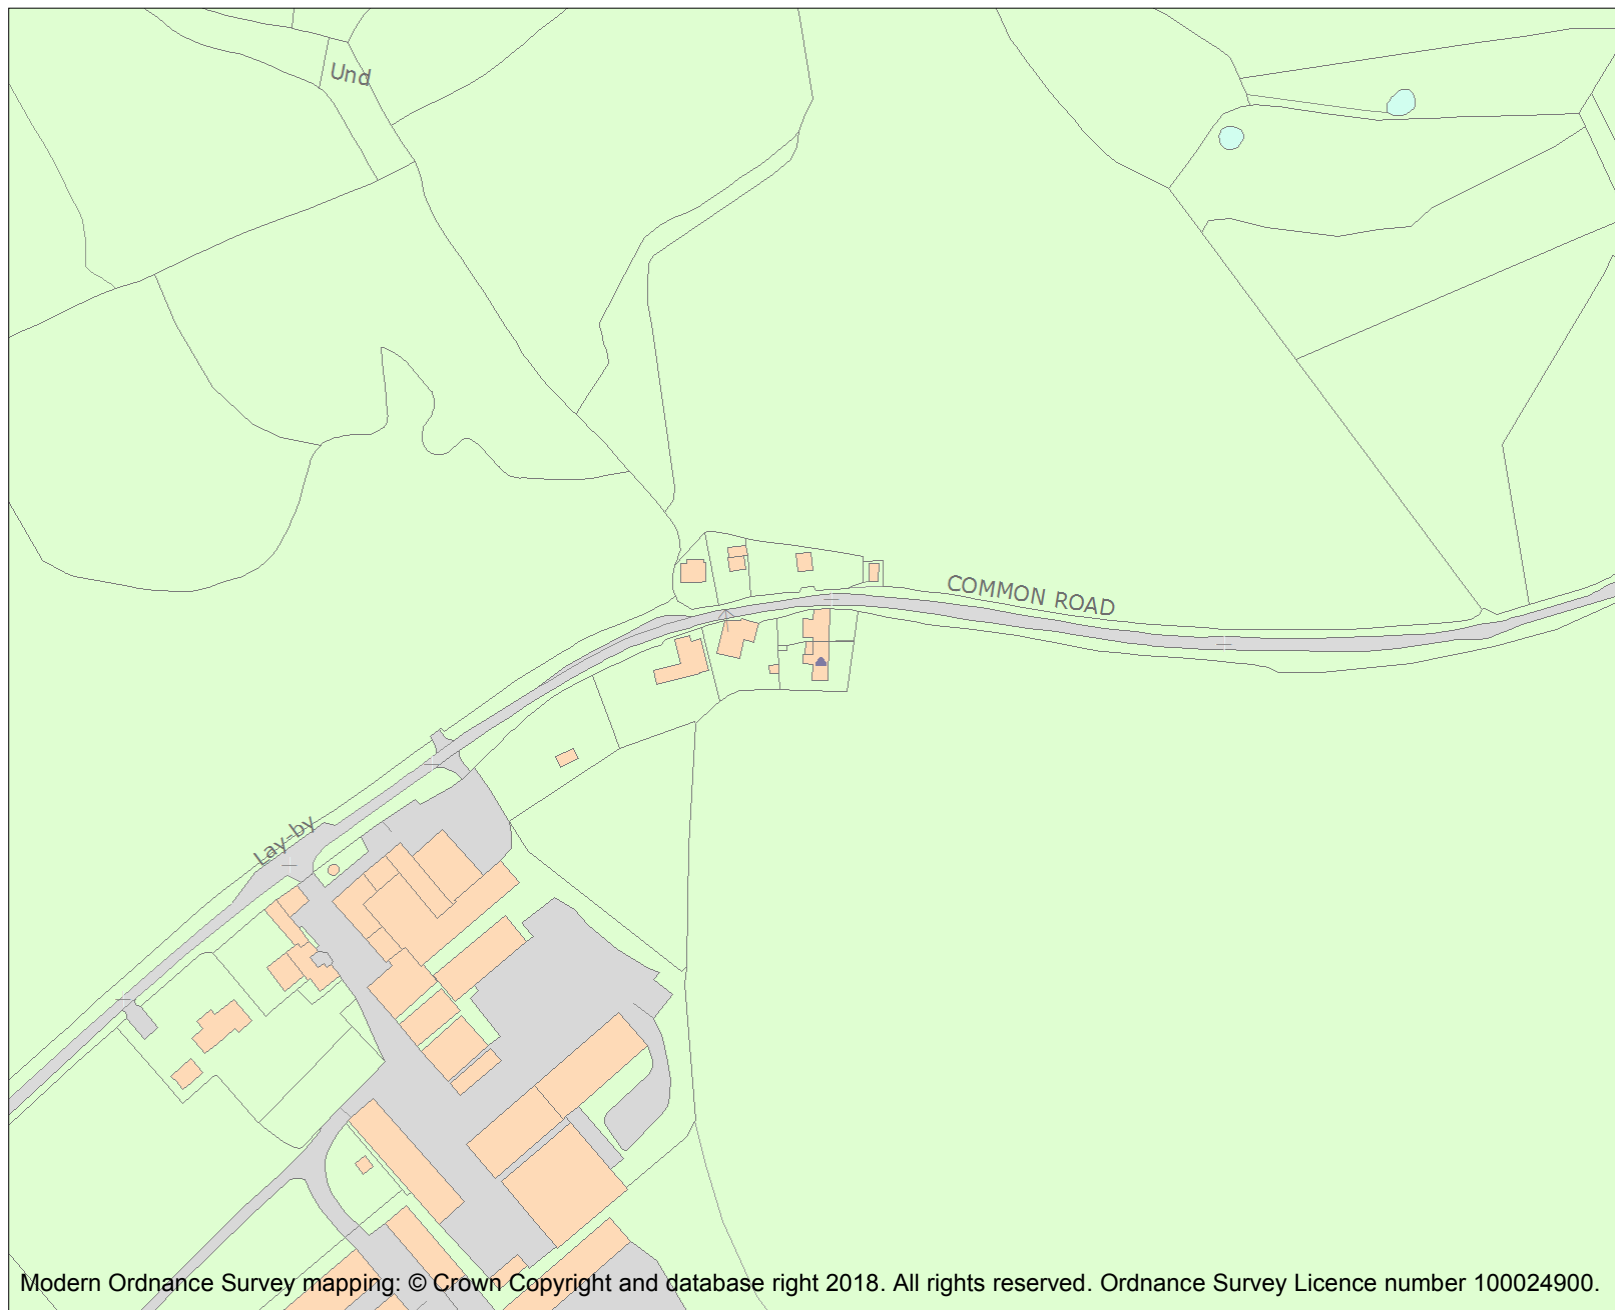 Und
COMMON ROAD
Lay-by
Modern Ordnance Survey mapping: © Crown Copyright and database right 2018. All rights reserved. Ordnance Survey Licence number 100024900.